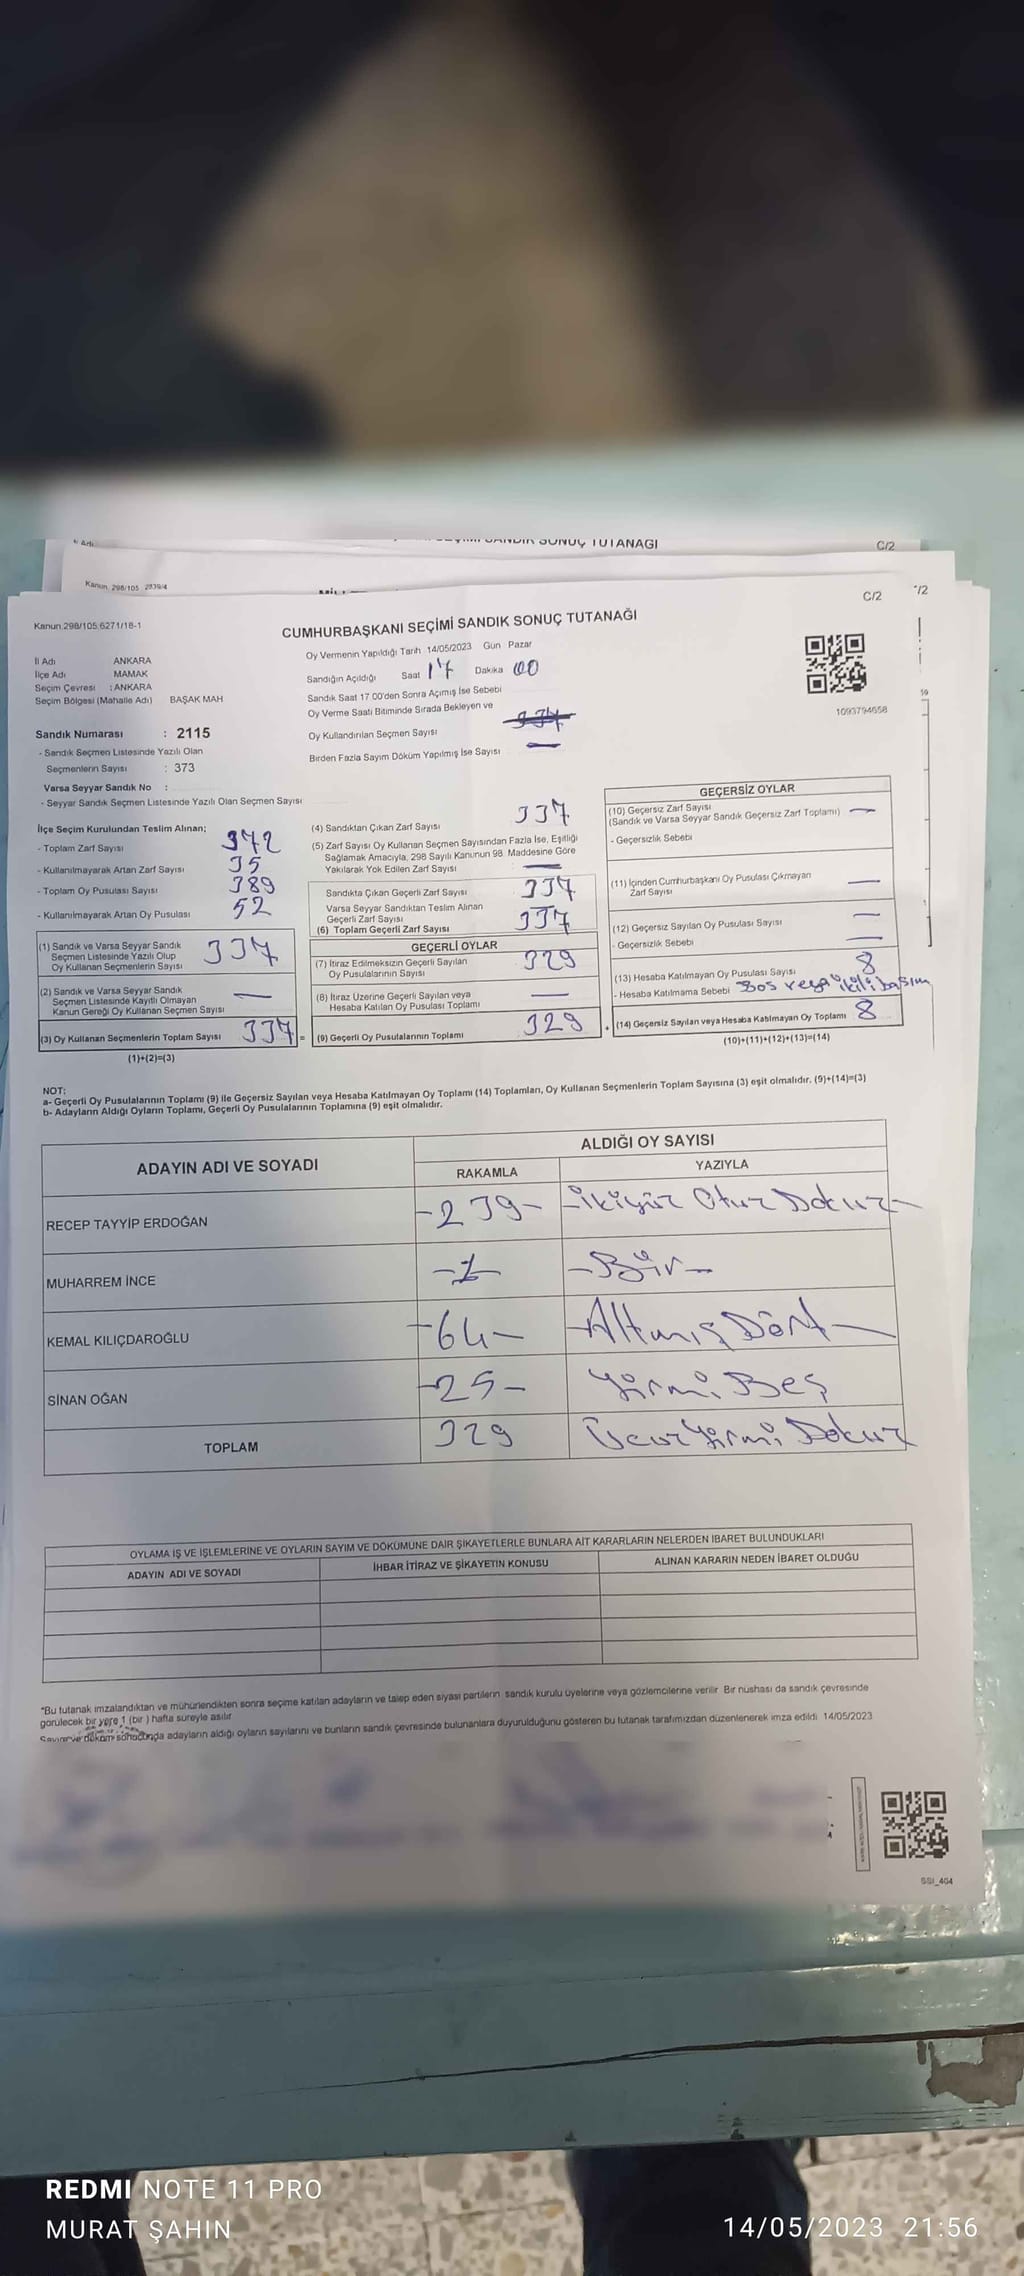 SANDIK SONUÇ TUTANAĞI
C/2
Kanun 298/105
C/2
/2
Kanun.298/105.6271/18-1
CUMHURBAŞKANI SEÇİMİ SANDIK SONUÇ TUTANAĞI
İl Adı ANKARA
İlçe Adı MAMAK
Seçim Çevresi : ANKARA
Seçim Bölgesi (Mahalle Adı) BAŞAK MAH
Oy Vermenin Yapıldığı Tarih 14/05/2023 Gün Pazar
Sandığın Açıldığı Saat 17 Dakika 00
Sandık Saat 17.00'den Sonra Açımış İse Sebebi
Oy Verme Saati Bitiminde Sırada Bekleyen ve
Oy Kullandırılan Seçmen Sayısı
Birden Fazla Sayım Döküm Yapılmış İse Sayısı —
1093794658
Sandık Numarası : 2115
- Sandık Seçmen Listesinde Yazılı Olan
Seçmenlerin Sayısı : 373
Varsa Seyyar Sandık No :
- Seyyar Sandık Seçmen Listesinde Yazılı Olan Seçmen Sayısı
İlçe Seçim Kurulundan Teslim Alınan;
- Toplam Zarf Sayısı 372
- Kullanılmayarak Artan Zarf Sayısı 35
- Toplam Oy Pusulası Sayısı 389
- Kullanılmayarak Artan Oy Pusulası 52
(1) Sandık ve Varsa Seyyar Sandık
Seçmen Listesinde Yazılı Olup
Oy Kullanan Seçmenlerin Sayısı 337
(2) Sandık ve Varsa Seyyar Sandık
Seçmen Listesinde Kayıtlı Olmayan
Kanun Gereği Oy Kullanan Seçmen Sayısı —
(3) Oy Kullanan Seçmenlerin Toplam Sayısı 337 =
(1)+(2)=(3)
(4) Sandıktan Çıkan Zarf Sayısı 337
(5) Zarf Sayısı Oy Kullanan Seçmen Sayısından Fazla İse, Eşitliği
Sağlamak Amacıyla, 298 Sayılı Kanunun 98. Maddesine Göre
Yakılarak Yok Edilen Zarf Sayısı —
Sandıkta Çıkan Geçerli Zarf Sayısı 337
Varsa Seyyar Sandıktan Teslim Alınan
Geçerli Zarf Sayısı
(6) Toplam Geçerli Zarf Sayısı 337
GEÇERLİ OYLAR
(7) İtiraz Edilmeksizin Geçerli Sayılan
Oy Pusulalarının Sayısı 329
(8) İtiraz Üzerine Geçerli Sayılan veya
Hesaba Katılan Oy Pusulası Toplamı —
(9) Geçerli Oy Pusulalarının Toplamı 329 +
GEÇERSİZ OYLAR
(10) Geçersiz Zarf Sayısı
(Sandık ve Varsa Seyyar Sandık Geçersiz Zarf Toplamı) —
- Geçersizlik Sebebi
(11) İçinden Cumhurbaşkanı Oy Pusulası Çıkmayan
Zarf Sayısı —
(12) Geçersiz Sayılan Oy Pusulası Sayısı —
- Geçersizlik Sebebi —
(13) Hesaba Katılmayan Oy Pusulası Sayısı 8
- Hesaba Katılmama Sebebi Bos veya ikili basım
(14) Geçersiz Sayılan veya Hesaba Katılmayan Oy Toplamı 8
(10)+(11)+(12)+(13)=(14)
NOT:
a- Geçerli Oy Pusulalarının Toplamı (9) ile Geçersiz Sayılan veya Hesaba Katılmayan Oy Toplamı (14) Toplamları, Oy Kullanan Seçmenlerin Toplam Sayısına (3) eşit olmalıdır. (9)+(14)=(3)
b- Adayların Aldığı Oyların Toplamı, Geçerli Oy Pusulalarının Toplamına (9) eşit olmalıdır.
ADAYIN ADI VE SOYADI ALDIĞI OY SAYISI
RAKAMLA YAZIYLA
RECEP TAYYİP ERDOĞAN -239- -ikiyüz Otuz Dokuz-
MUHARREM İNCE -1- -Bir-
KEMAL KILIÇDAROĞLU -64- -Altmış Dört-
SİNAN OĞAN -25- Yirmi Beş
TOPLAM 329 Üçyüz Yirmi Dokuz
OYLAMA İŞ VE İŞLEMLERİNE VE OYLARIN SAYIM VE DÖKÜMÜNE DAİR ŞİKAYETLERLE BUNLARA AİT KARARLARIN NELERDEN İBARET BULUNDUKLARI
ADAYIN ADI VE SOYADI İHBAR İTİRAZ VE ŞİKAYETİN KONUSU ALINAN KARARIN NEDEN İBARET OLDUĞU
*Bu tutanak imzalandıktan ve mühürlendikten sonra seçime katılan adayların ve talep eden siyasi partilerin sandık kurulu üyelerine veya gözlemcilerine verilir. Bir nüshası da sandık çevresinde
görülecek bir yere 1 (bir) hafta süreyle asılır
Sayım ve döküm sonucunda adayların aldığı oyların sayılarını ve bunların sandık çevresinde bulunanlara duyurulduğunu gösteren bu tutanak tarafımızdan düzenlenerek imza edildi. 14/05/2023
SSI_404
REDMI NOTE 11 PRO
MURAT ŞAHIN
14/05/2023 21:56